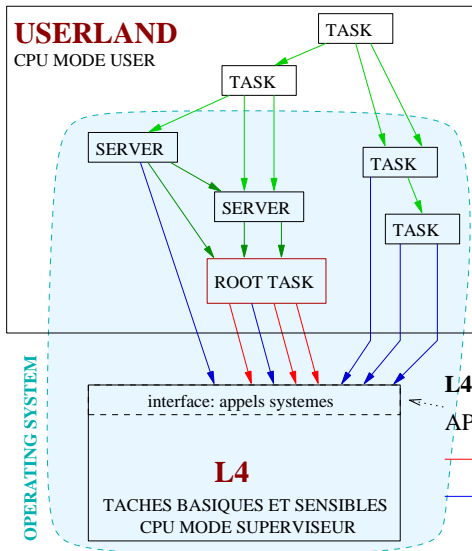 USERLAND
CPU MODE USER
TASK
TASK
SERVER
TASK
SERVER
TASK
ROOT TASK
OPERATING SYSTEM
interface: appels systemes
L4
AP
L4
TACHES BASIQUES ET SENSIBLES
CPU MODE SUPERVISEUR